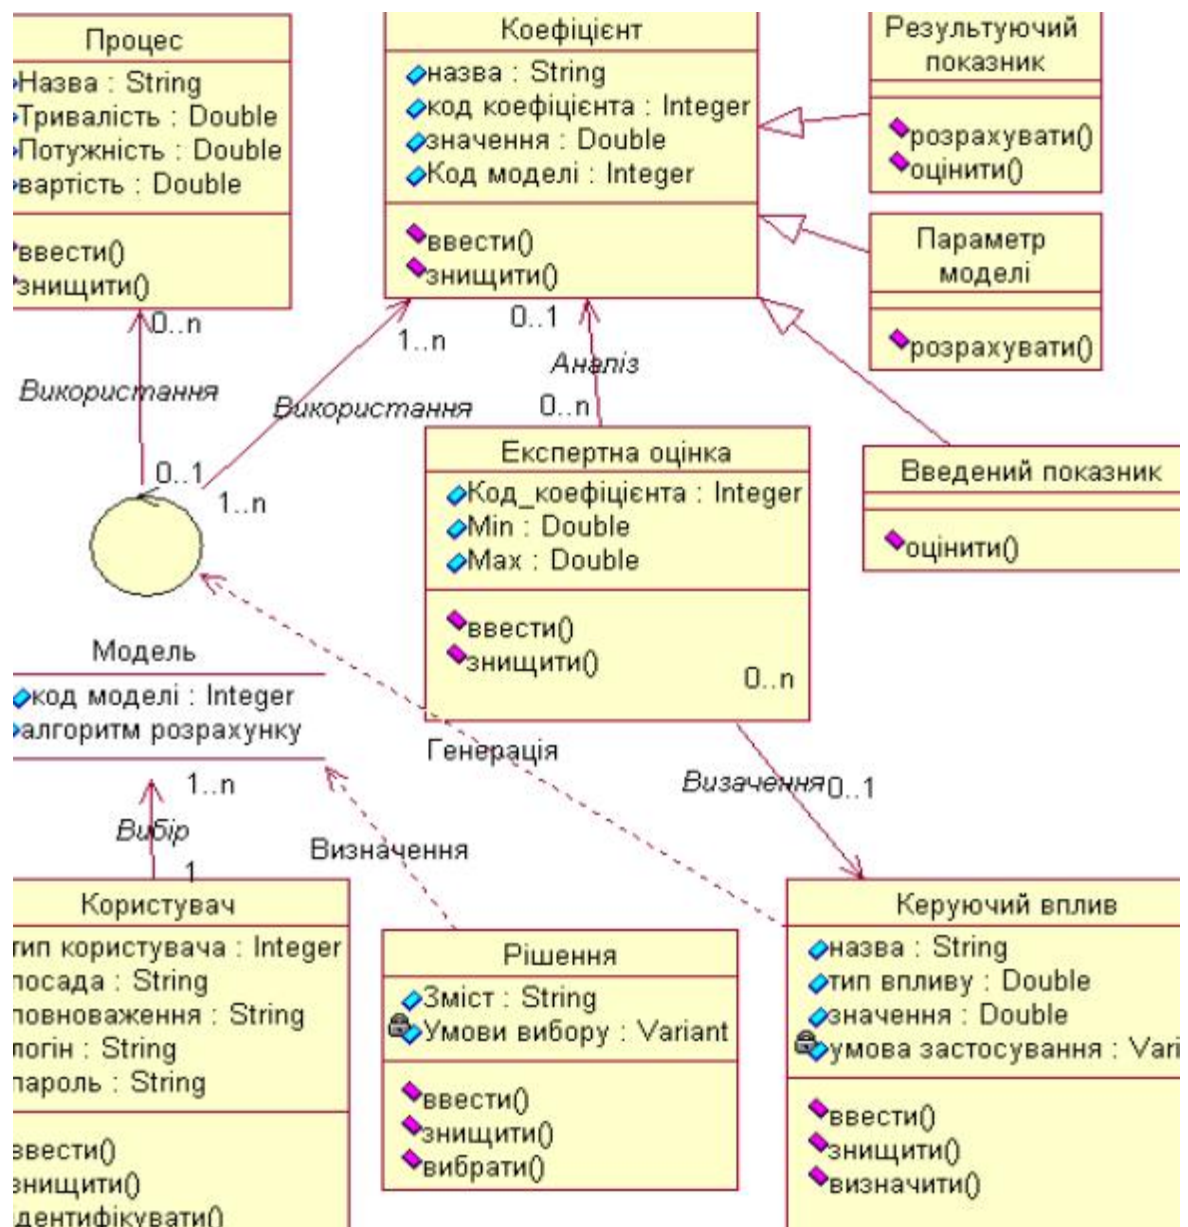 Процес
Назва : String
Тривалість : Double
Потужність : Double
вартість : Double
ввести()
знищити()
Коефіцієнт
назва : String
код коефіцієнта : Integer
значення : Double
Код моделі : Integer
ввести()
знищити()
Результуючий
показник
розрахувати()
оцінити()
Параметр
моделі
розрахувати()
0..n
1..n
0..1
Аналіз
0..n
Використання
Використання
0..1
1..n
Експертна оцінка
Код_коефіцієнта : Integer
Min : Double
Max : Double
ввести()
знищити()
0..n
Введений показник
оцінити()
Модель
код моделі : Integer
алгоритм розрахунку
Генерація
Визачення
0..1
1..n
Вибір
1
Визначення
Користувач
тип користувача : Integer
посада : String
повноваження : String
логін : String
пароль : String
ввести()
знищити()
дентифікувати()
Рішення
Зміст : String
Умови вибору : Variant
ввести()
знищити()
вибрати()
Керуючий вплив
назва : String
тип впливу : Double
значення : Double
умова застосування : Vari
ввести()
знищити()
визначити()